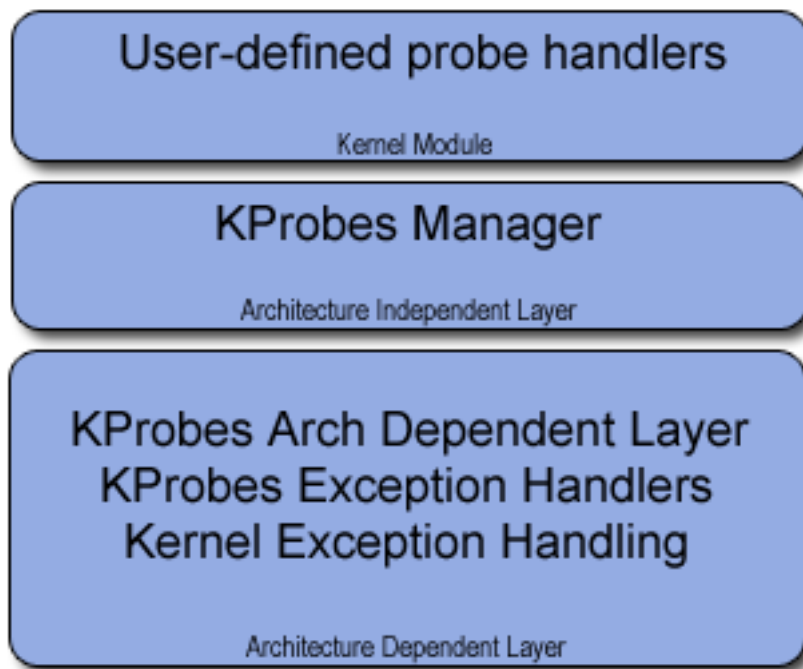 User-defined probe handlers
Kernel Module
KProbes Manager
Architecture Independent Layer
KProbes Arch Dependent Layer
KProbes Exception Handlers
Kernel Exception Handling
Architecture Dependent Layer